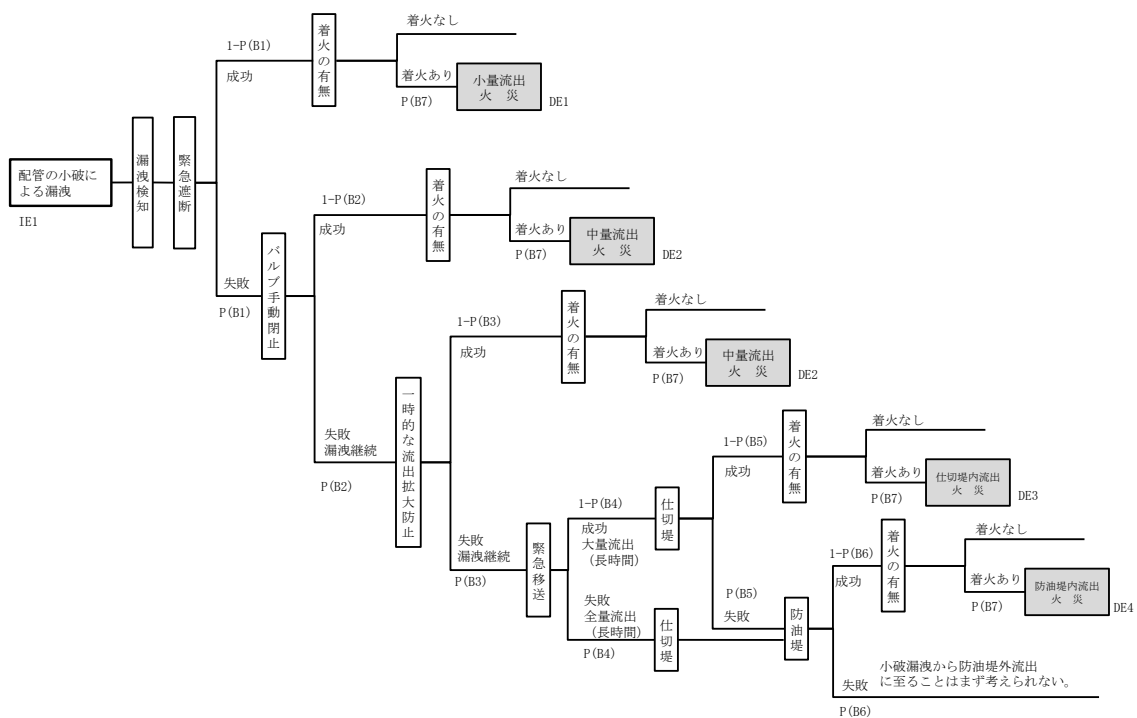 着火なし
1-P(B1)
成功
着火の有無
着火あり
P(B7)
小量流出
火　災
DE1
配管の小破に
よる漏洩
IE1
漏洩検知
緊急遮断
失敗
P(B1)
バルブ手動閉止
1-P(B2)
成功
着火の有無
着火なし
着火あり
P(B7)
中量流出
火　災
DE2
失敗
漏洩継続
P(B2)
一時的な流出拡大防止
1-P(B3)
成功
着火の有無
着火なし
着火あり
P(B7)
中量流出
火　災
DE2
失敗
漏洩継続
P(B3)
緊急移送
1-P(B4)
成功
大量流出
(長時間)
仕切堤
失敗
全量流出
(長時間)
P(B4)
仕切堤
1-P(B5)
成功
着火の有無
着火なし
着火あり
P(B7)
仕切堤内流出
火　災
DE3
P(B5)
失敗
防油堤
1-P(B6)
成功
着火の有無
着火なし
着火あり
P(B7)
防油堤内流出
火　災
DE4
小破漏洩から防油堤外流出
に至ることはまず考えられない。
失敗
P(B6)